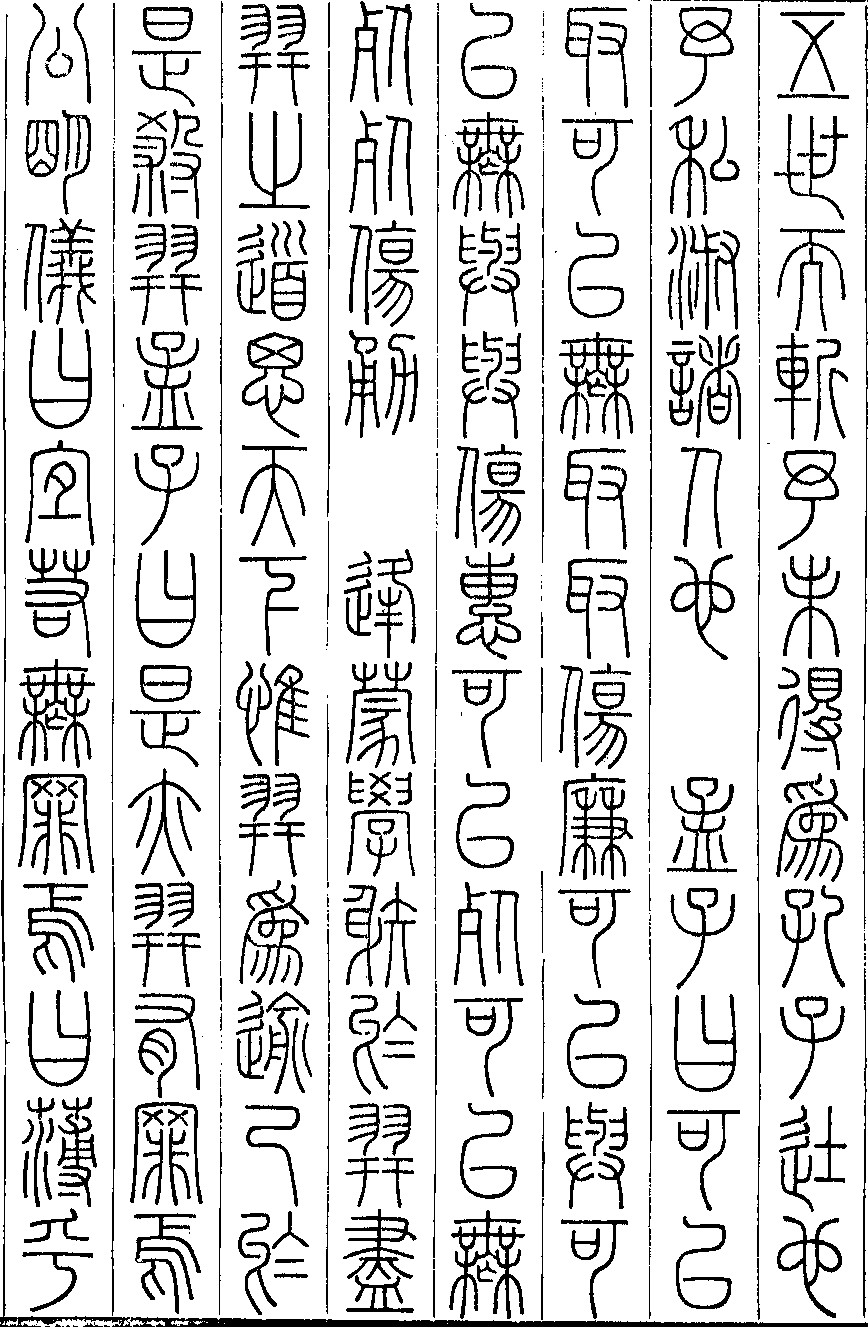 五世而斬予未得為孔子徒也
予私淑諸人也　孟子曰可以
取可以無取取傷廉可以與可
以無與與傷惠可以死可以無
死死傷勇　逢蒙學射於羿盡
羿之道思天下惟羿為逾己於
是殺羿孟子曰是亦羿有罪焉
公明儀曰宜若無罪焉曰薄乎